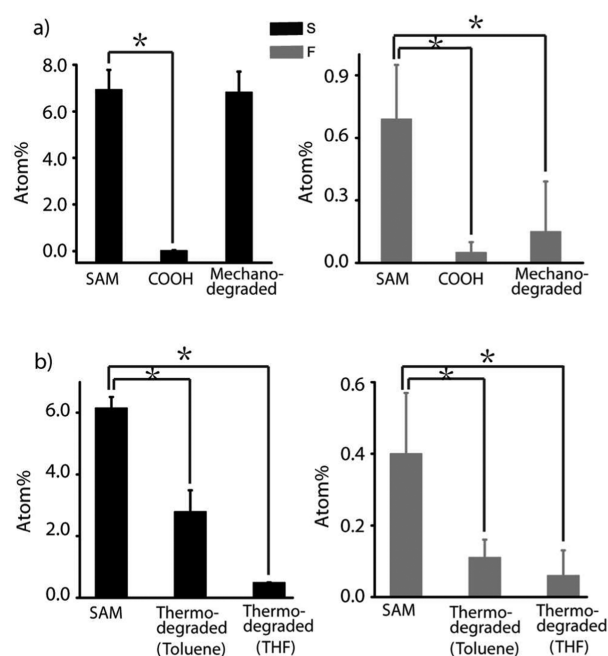 a)
S
F
*
8.0
6.0
4.0
2.0
0.0
Atom%
SAM
COOH
Mechano-
degraded
*
*
0.9
0.6
0.3
0.0
Atom%
SAM
COOH
Mechano-
degraded
b)
*
*
6.0
4.0
2.0
0.0
Atom%
SAM
Thermo-
degraded
(Toluene)
Thermo-
degraded
(THF)
*
*
0.6
0.4
0.2
0.0
Atom%
SAM
Thermo-
degraded
(Toluene)
Thermo-
degraded
(THF)